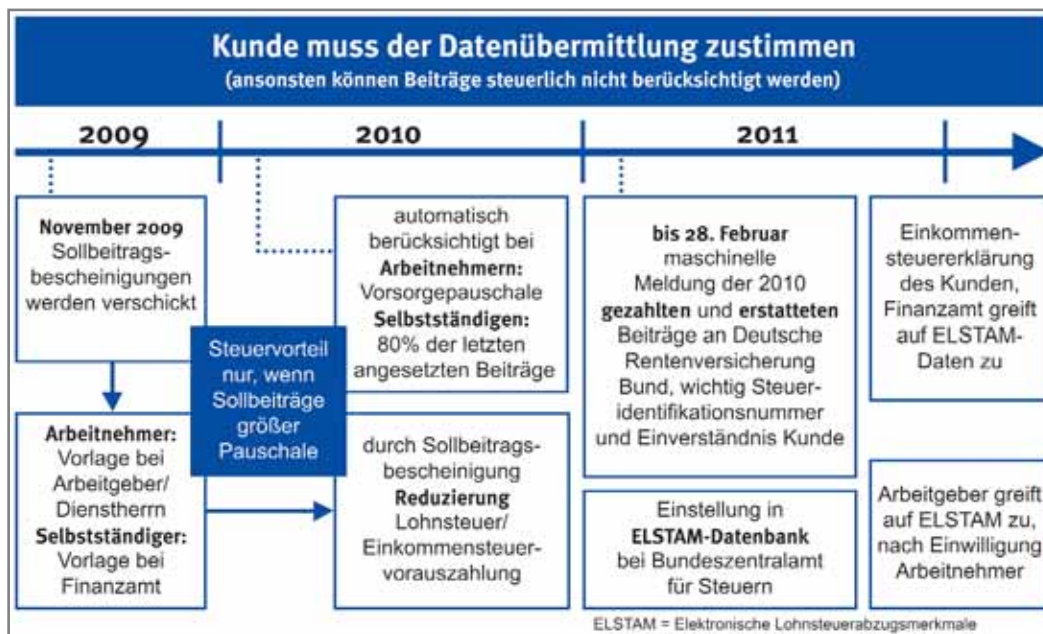 Kunde muss der Datenübermittlung zustimmen
(ansonsten können Beiträge steuerlich nicht berücksichtigt werden)
2009
2010
2011
November 2009
Sollbeitrags-
bescheinigungen
werden verschickt
Arbeitnehmer:
Vorlage bei
Arbeitgeber/
Dienstherrn
Selbstständiger:
Vorlage bei
Finanzamt
Steuervorteil
nur, wenn
Sollbeiträge
größer
Pauschale
automatisch
berücksichtigt bei
Arbeitnehmern:
Vorsorgepauschale
Selbstständigen:
80% der letzten
angesetzten Beiträge
durch Sollbeitrags-
bescheinigung
Reduzierung
Lohnsteuer/
Einkommensteuer-
vorauszahlung
bis 28. Februar
maschinelle
Meldung der 2010
gezahlten und erstatteten
Beiträge an Deutsche
Rentenversicherung
Bund, wichtig Steuer-
identifikationsnummer
und Einverständnis Kunde
Einstellung in
ELSTAM-Datenbank
bei Bundeszentralamt
für Steuern
Einkommen-
steuererklärung
des Kunden,
Finanzamt greift
auf ELSTAM-
Daten zu
Arbeitgeber greift
auf ELSTAM zu,
nach Einwilligung
Arbeitnehmer
ELSTAM = Elektronische Lohnsteuerabzugsmerkmale